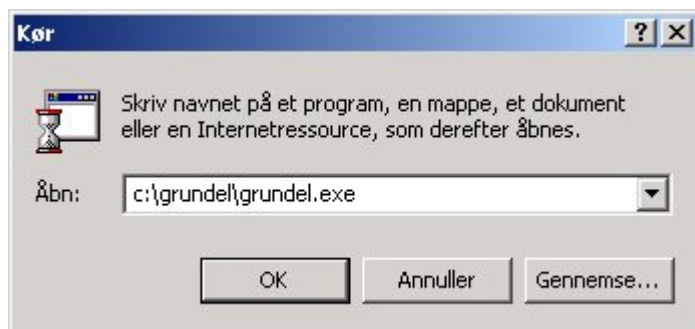 Kør
Skriv navnet på et program, en mappe, et dokument
eller en Internetressource, som derefter åbnes.
Åbn: c:\grundel\grundel.exe
OK Annuller Gennemse...